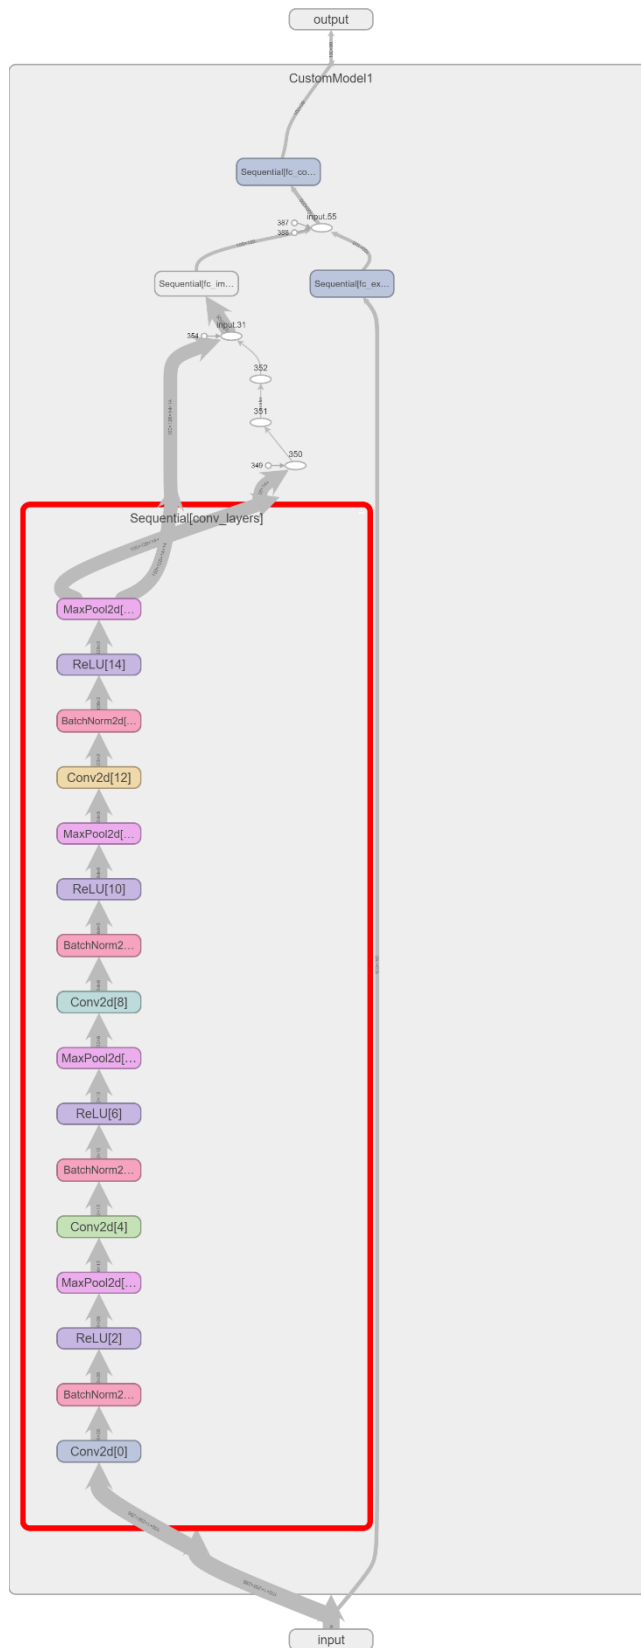 output
CustomModel1
Sequential[fc_co...
input.55
387
388
Sequential[fc_im...
Sequential[fc_ex...
input.31
354
352
351
350
349
Sequential[conv_layers]
MaxPool2d[...
ReLU[14]
BatchNorm2d[...
Conv2d[12]
MaxPool2d[...
ReLU[10]
BatchNorm2...
Conv2d[8]
MaxPool2d[...
ReLU[6]
BatchNorm2...
Conv2d[4]
MaxPool2d[...
ReLU[2]
BatchNorm2...
Conv2d[0]
input